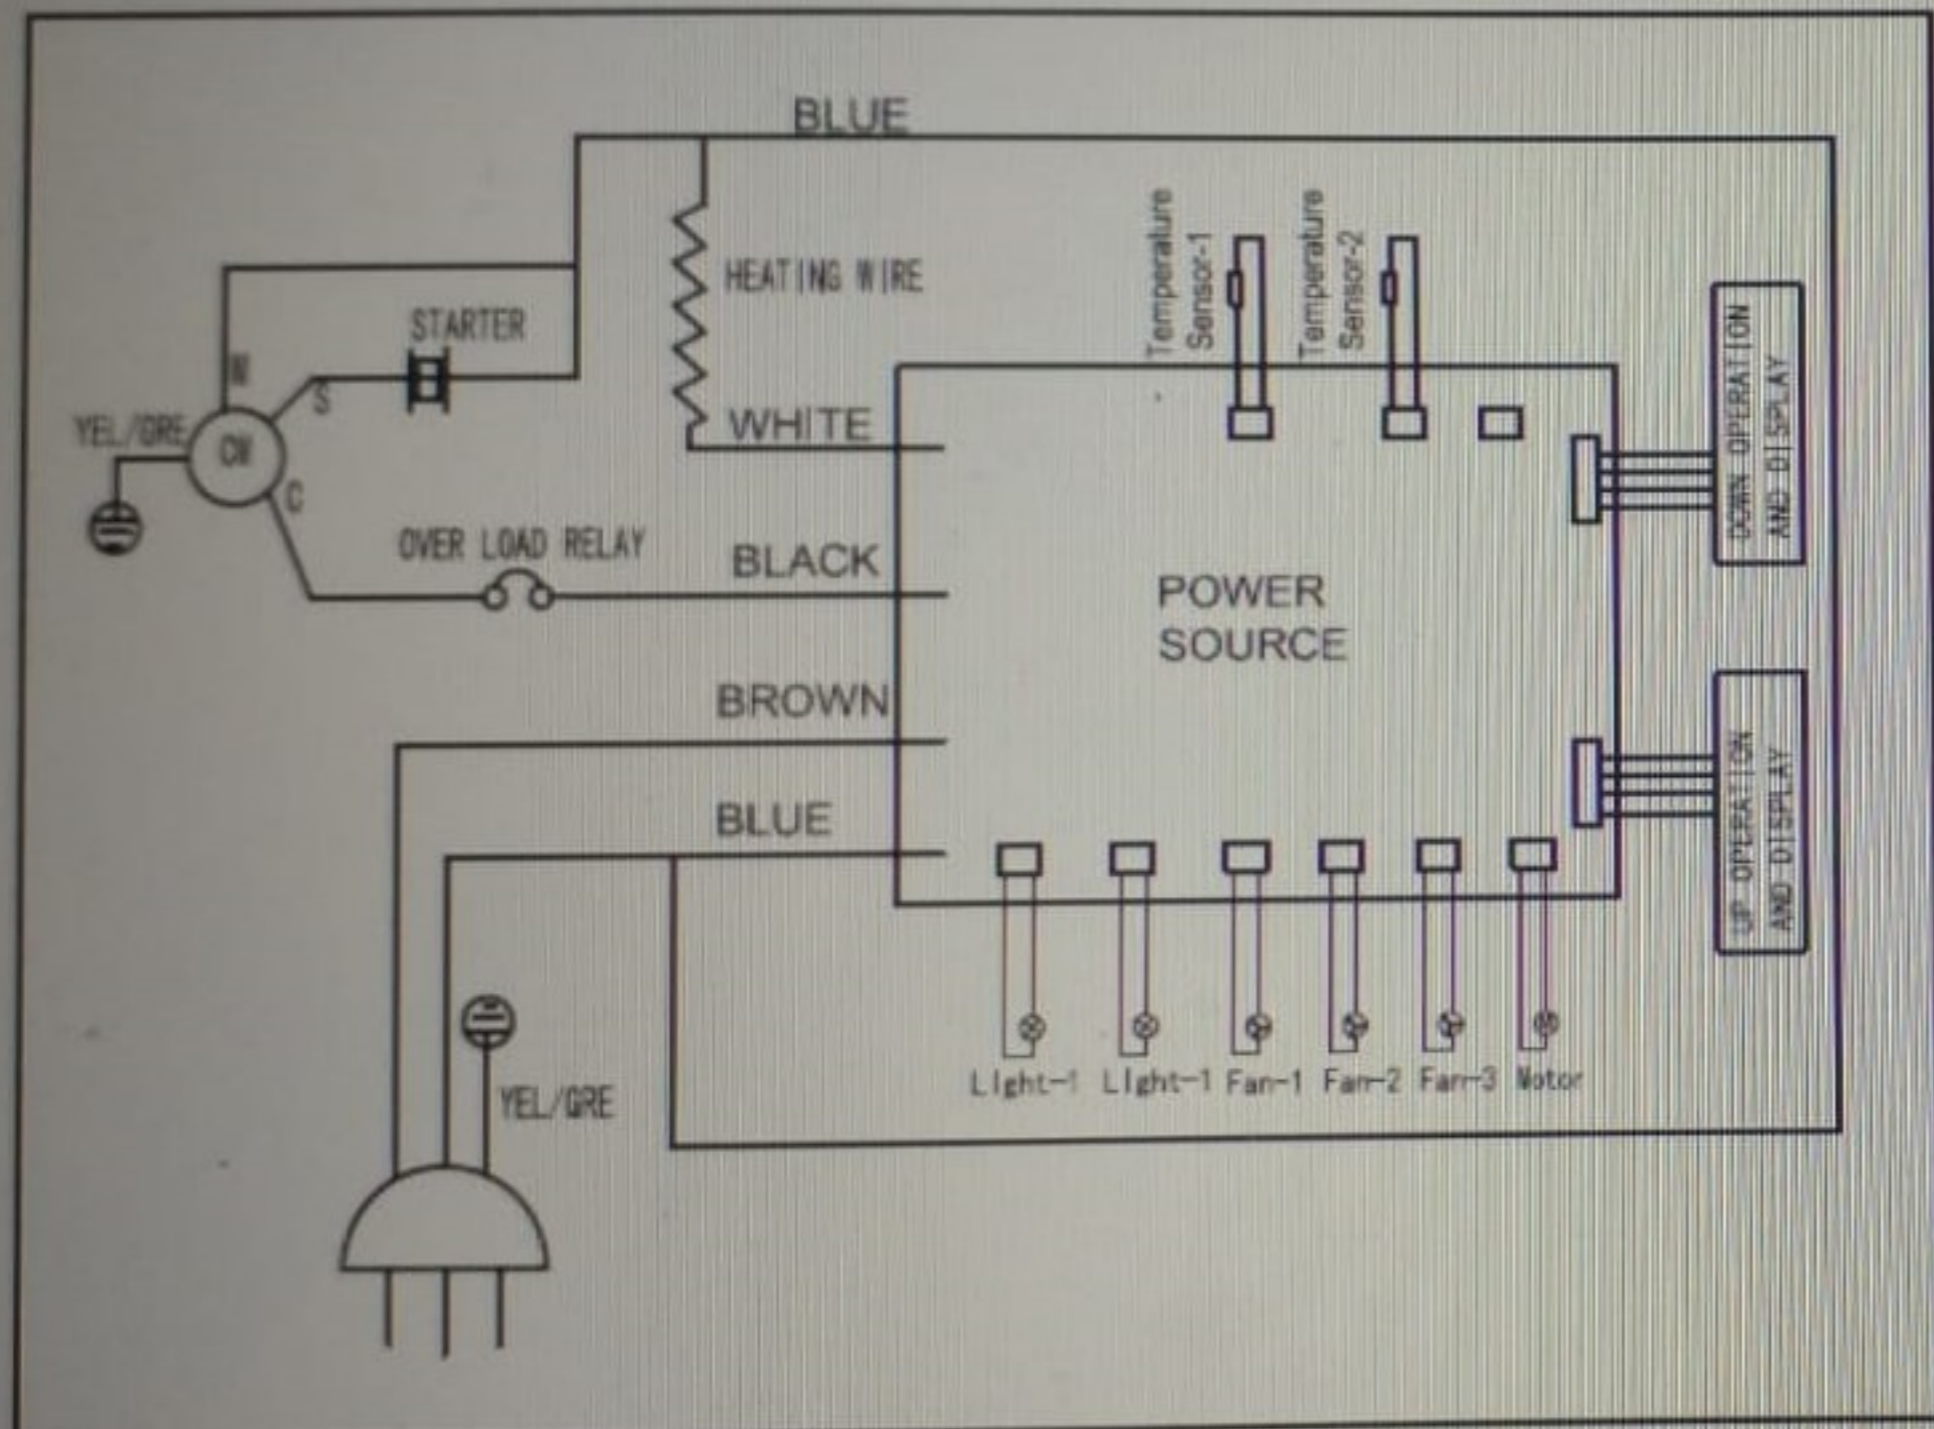 BLUE
Temperature
Sensor-1
Temperature
Sensor-2
HEATING WIRE
STARTER
M
S
YEL/GRE
CM
C
WHITE
DOWN OPERATION
AND DISPLAY
OVER LOAD RELAY
BLACK
POWER
SOURCE
BROWN
BLUE
UP OPERATION
AND DISPLAY
YEL/GRE
Light-1
Light-1
Fan-1
Fan-2
Fan-3
Motor